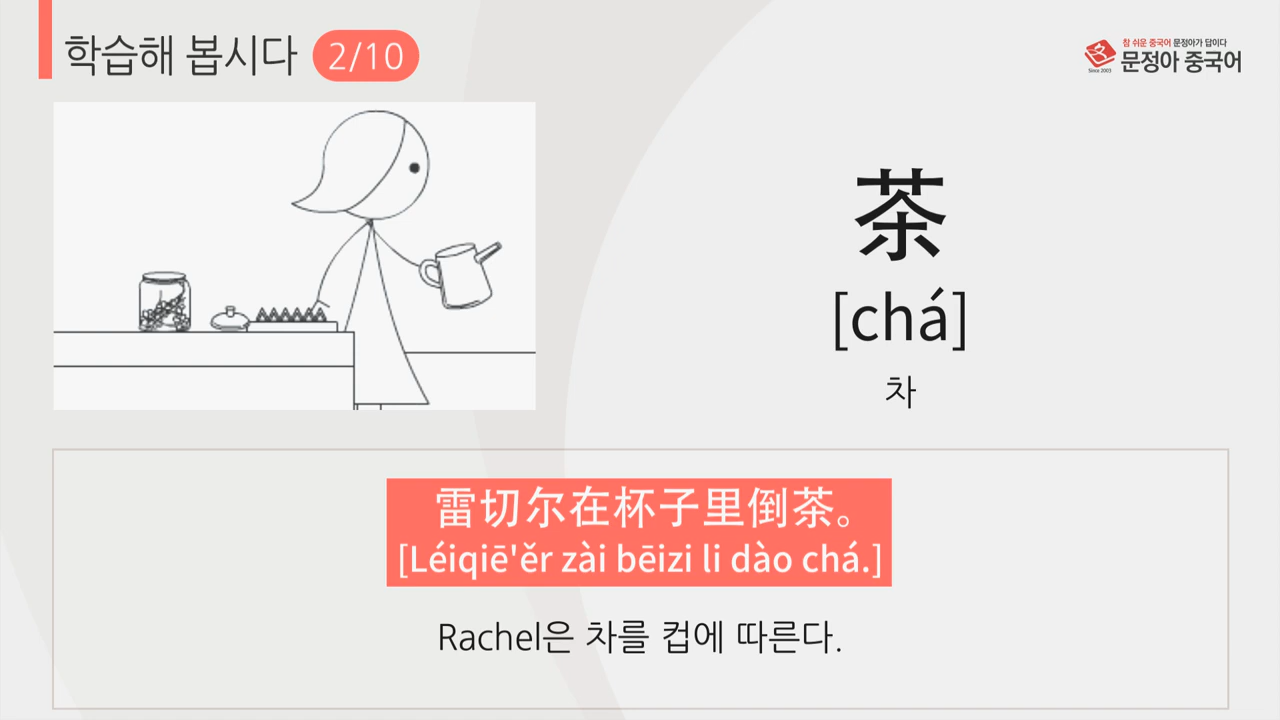 학습해 봅시다 2/10
참 쉬운 중국어 문정아가 답이다
문정아 중국어
Since 2003
茶
[chá]
차
雷切尔在杯子里倒茶。
[Léiqiē'ěr zài bēizi li dào chá.]
Rachel은 차를 컵에 따른다.